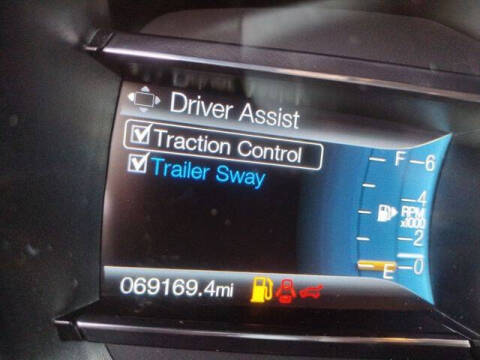 Driver Assist
Traction Control
Trailer Sway
F 6
4
RPM
x1000
2
E 0
069169.4mi